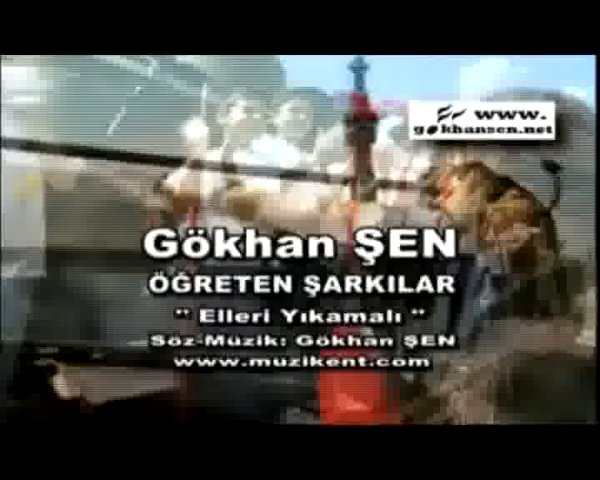 www.
gokhansen.net
Gökhan ŞEN
ÖĞRETEN ŞARKILAR
" Elleri Yıkamalı "
Söz-Müzik: Gökhan ŞEN
www.muzikent.com